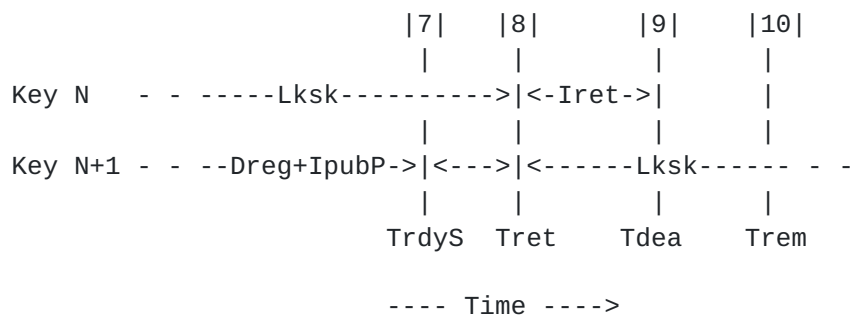 |7| |8| |9| |10|
| | | |
Key N - - -----Lksk---------->|<-Iret->| |
| | | |
Key N+1 - - --Dreg+IpubP->|<--->|<------Lksk------ - -
| | | |
TrdyS Tret Tdea Trem
---- Time ---->